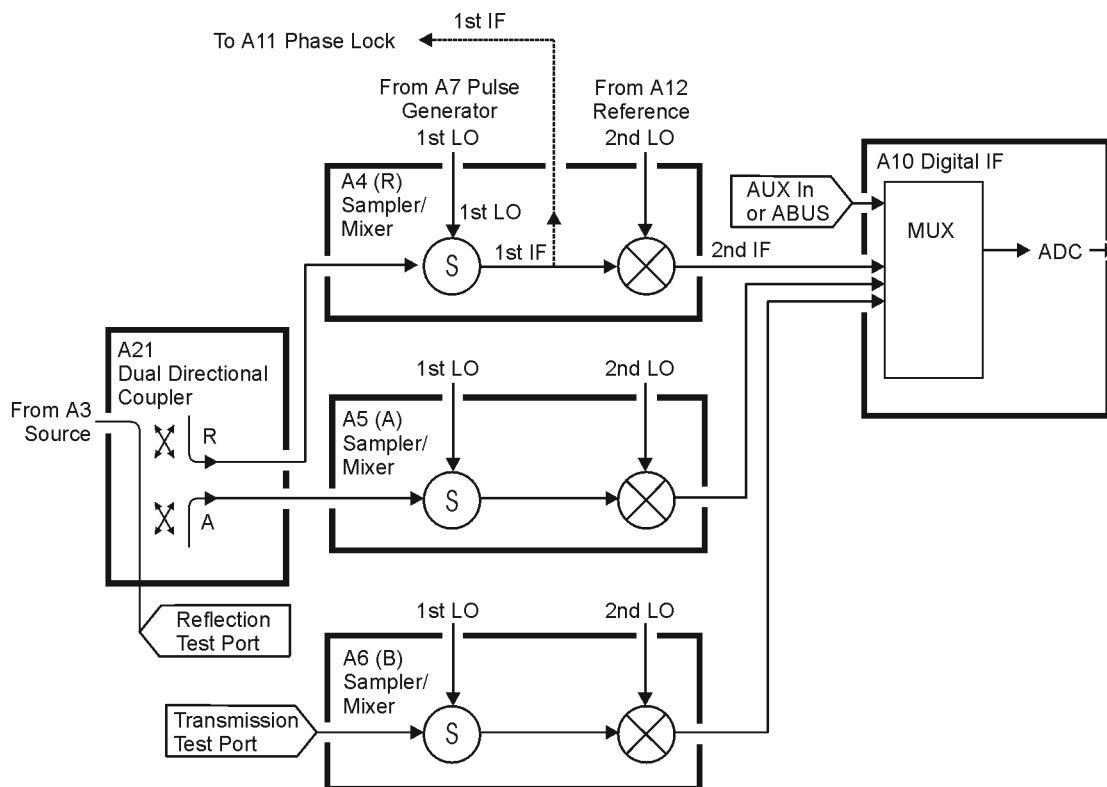 1st IF
To A11 Phase Lock
From A7 Pulse
Generator
1st LO
From A12
Reference
2nd LO
A4 (R)
Sampler/
Mixer
1st LO
S
1st IF
2nd IF
AUX In
or ABUS
A10 Digital IF
MUX
ADC
A21
Dual Directional
Coupler
From A3
Source
R
A
1st LO
2nd LO
A5 (A)
Sampler/
Mixer
S
Reflection
Test Port
1st LO
2nd LO
A6 (B)
Sampler/
Mixer
S
Transmission
Test Port